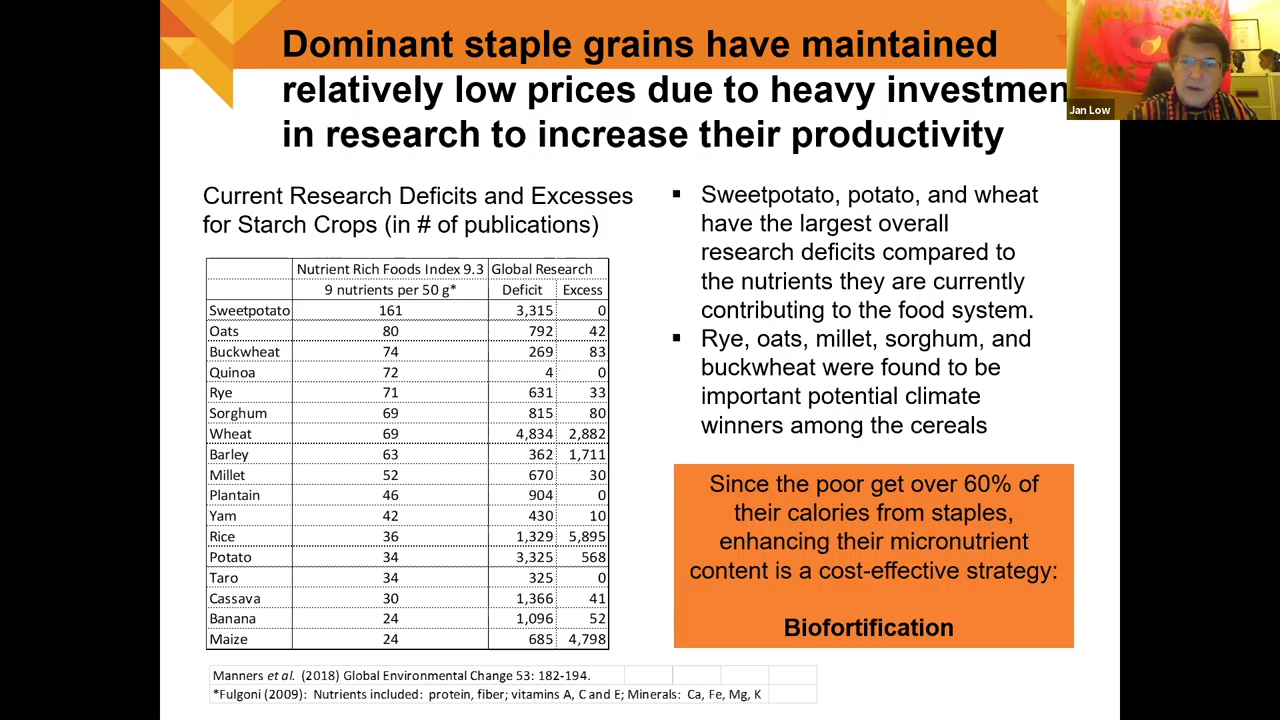 Dominant staple grains have maintained
relatively low prices due to heavy investmen
in research to increase their productivity
Jan Low
Current Research Deficits and Excesses
for Starch Crops (in # of publications)
Nutrient Rich Foods Index 9.3 Global Research
9 nutrients per 50 g* Deficit Excess
Sweetpotato 161 3,315 0
Oats 80 792 42
Buckwheat 74 269 83
Quinoa 72 4 0
Rye 71 631 33
Sorghum 69 815 80
Wheat 69 4,834 2,882
Barley 63 362 1,711
Millet 52 670 30
Plantain 46 904 0
Yam 42 430 10
Rice 36 1,329 5,895
Potato 34 3,325 568
Taro 34 325 0
Cassava 30 1,366 41
Banana 24 1,096 52
Maize 24 685 4,798
Manners et al. (2018) Global Environmental Change 53: 182-194.
*Fulgoni (2009): Nutrients included: protein, fiber; vitamins A, C and E; Minerals: Ca, Fe, Mg, K
▪ Sweetpotato, potato, and wheat
have the largest overall
research deficits compared to
the nutrients they are currently
contributing to the food system.
▪ Rye, oats, millet, sorghum, and
buckwheat were found to be
important potential climate
winners among the cereals
Since the poor get over 60% of
their calories from staples,
enhancing their micronutrient
content is a cost-effective strategy:
Biofortification